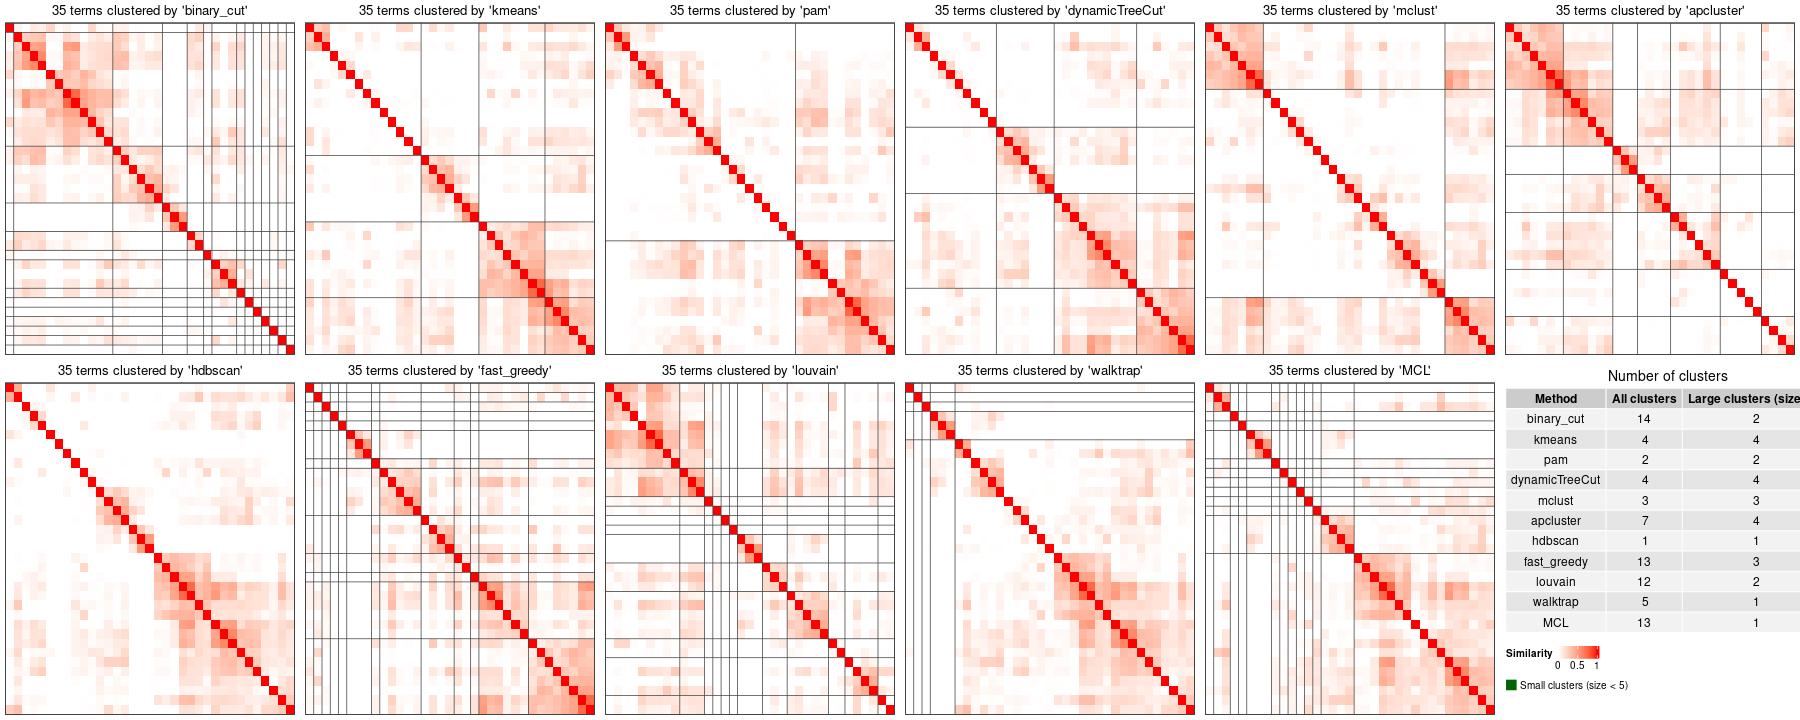 35 terms clustered by 'binary_cut'
35 terms clustered by 'kmeans'
35 terms clustered by 'pam'
35 terms clustered by 'dynamicTreeCut'
35 terms clustered by 'mclust'
35 terms clustered by 'apcluster'
35 terms clustered by 'hdbscan'
35 terms clustered by 'fast_greedy'
35 terms clustered by 'louvain'
35 terms clustered by 'walktrap'
35 terms clustered by 'MCL'
Number of clusters
Method All clusters Large clusters (size
binary_cut 14 2
kmeans 4 4
pam 2 2
dynamicTreeCut 4 4
mclust 3 3
apcluster 7 4
hdbscan 1 1
fast_greedy 13 3
louvain 12 2
walktrap 5 1
MCL 13 1
Similarity
0 0.5 1
Small clusters (size < 5)